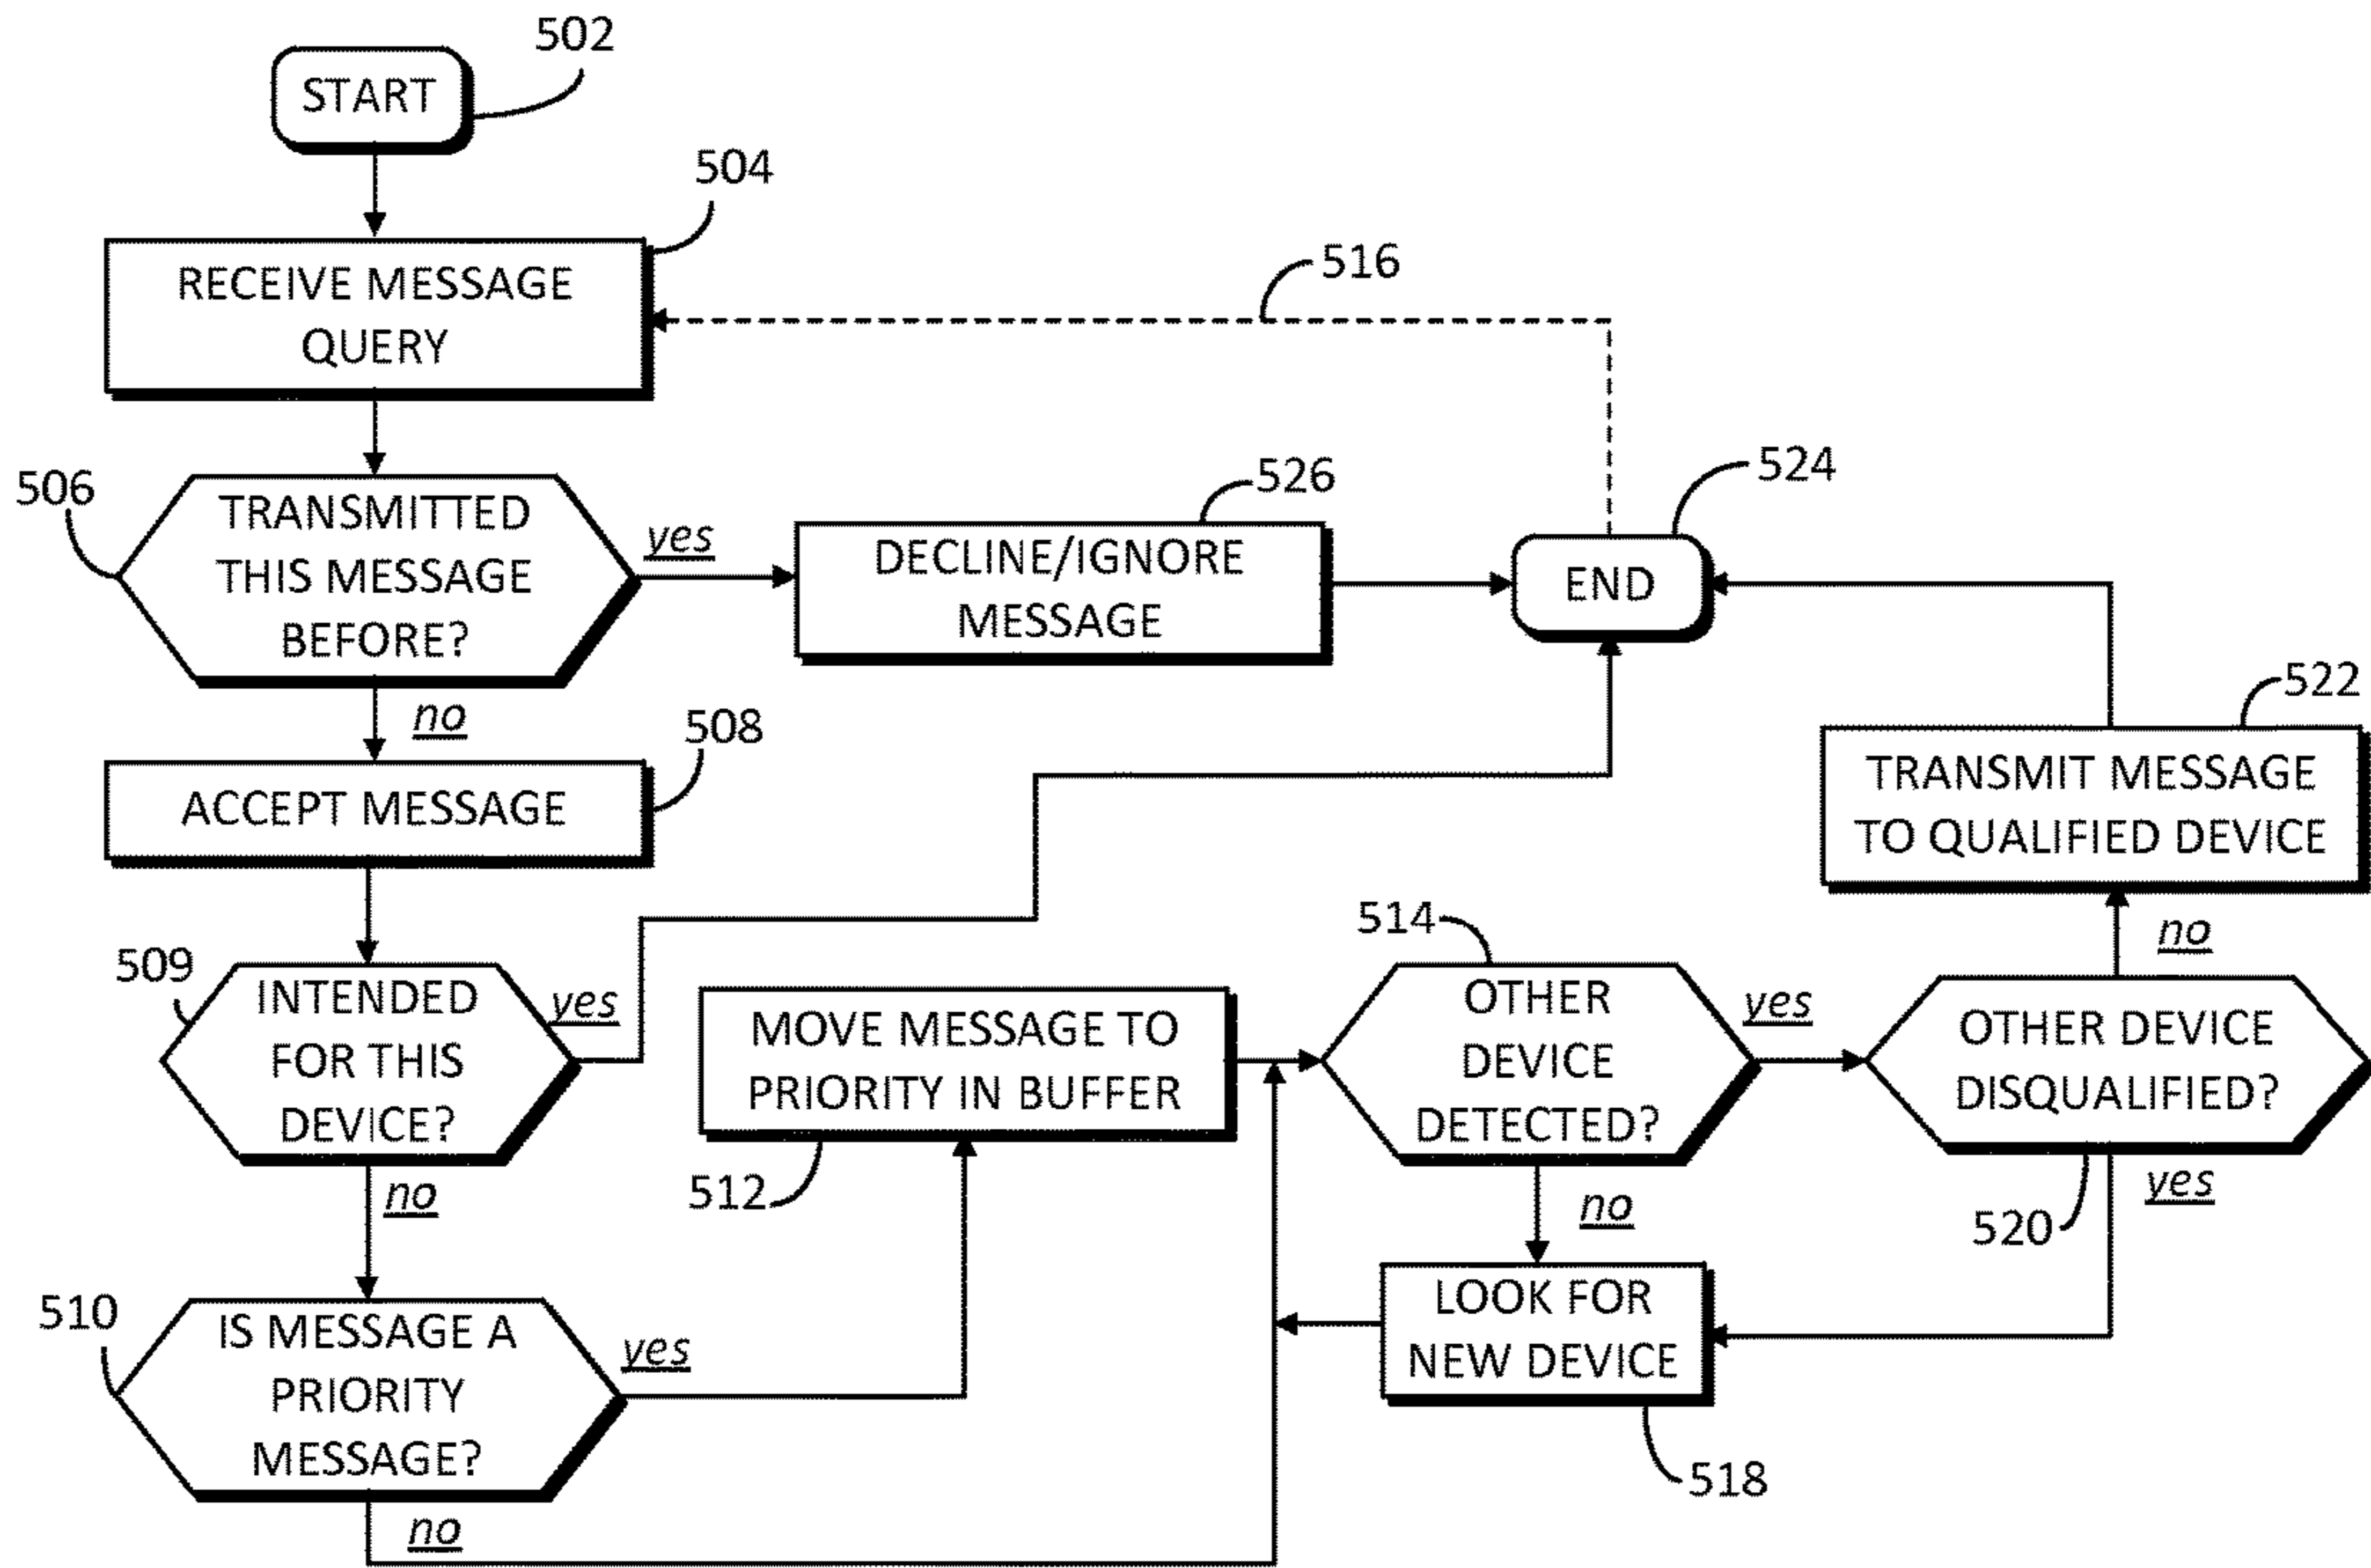 502
START
504
RECEIVE MESSAGE
QUERY
516
506
TRANSMITTED
THIS MESSAGE
BEFORE?
yes
no
526
DECLINE/IGNORE
MESSAGE
524
END
522
TRANSMIT MESSAGE
TO QUALIFIED DEVICE
508
ACCEPT MESSAGE
509
INTENDED
FOR THIS
DEVICE?
yes
no
MOVE MESSAGE TO
PRIORITY IN BUFFER
512
514
OTHER
DEVICE
DETECTED?
yes
no
no
OTHER DEVICE
DISQUALIFIED?
yes
520
510
IS MESSAGE A
PRIORITY
MESSAGE?
yes
no
LOOK FOR
NEW DEVICE
518